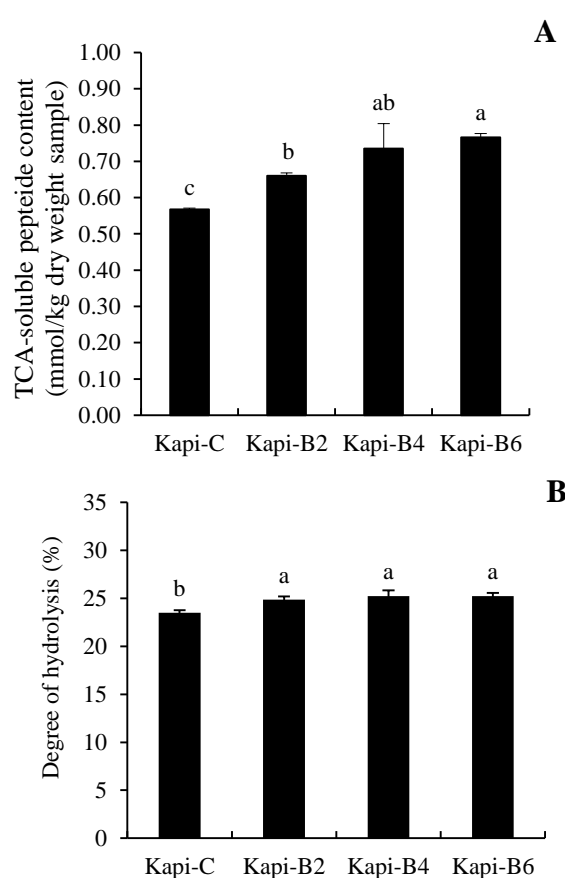 A
TCA-soluble pepteide content
(mmol/kg dry weight sample)
1.00
0.90
0.80
0.70
0.60
0.50
0.40
0.30
0.20
0.10
0.00
c
b
ab
a
Kapi-C Kapi-B2 Kapi-B4 Kapi-B6
B
Degree of hydrolysis (%)
35
30
25
20
15
10
5
0
b
a
a
a
Kapi-C Kapi-B2 Kapi-B4 Kapi-B6